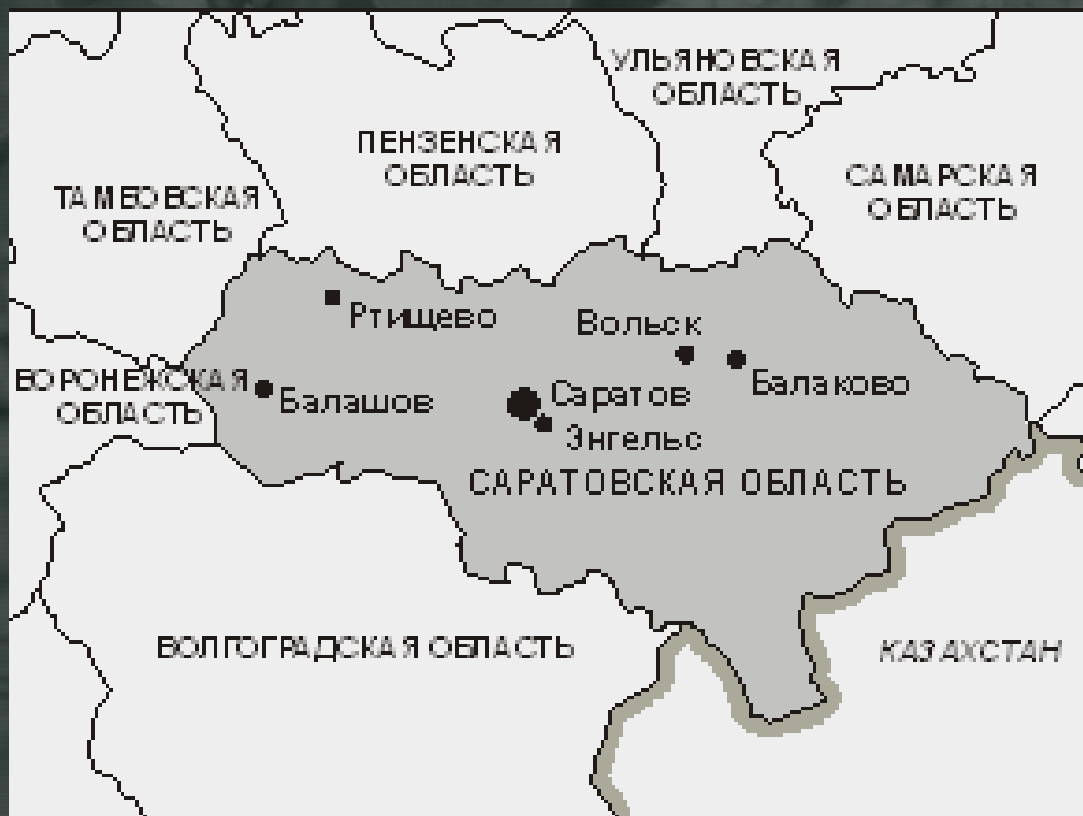 УЛЬЯНОВСКАЯ
ОБЛАСТЬ
ПЕНЗЕНСКАЯ
ОБЛАСТЬ
САМАРСКАЯ
ОБЛАСТЬ
ТАМБОВСКАЯ
ОБЛАСТЬ
Ртищево
Вольск
ВОРОНЕЖСКАЯ
ОБЛАСТЬ
Балашов
Саратов
Балаково
Энгельс
САРАТОВСКАЯ ОБЛАСТЬ
ВОЛГОГРАДСКАЯ ОБЛАСТЬ
КАЗАХСТАН